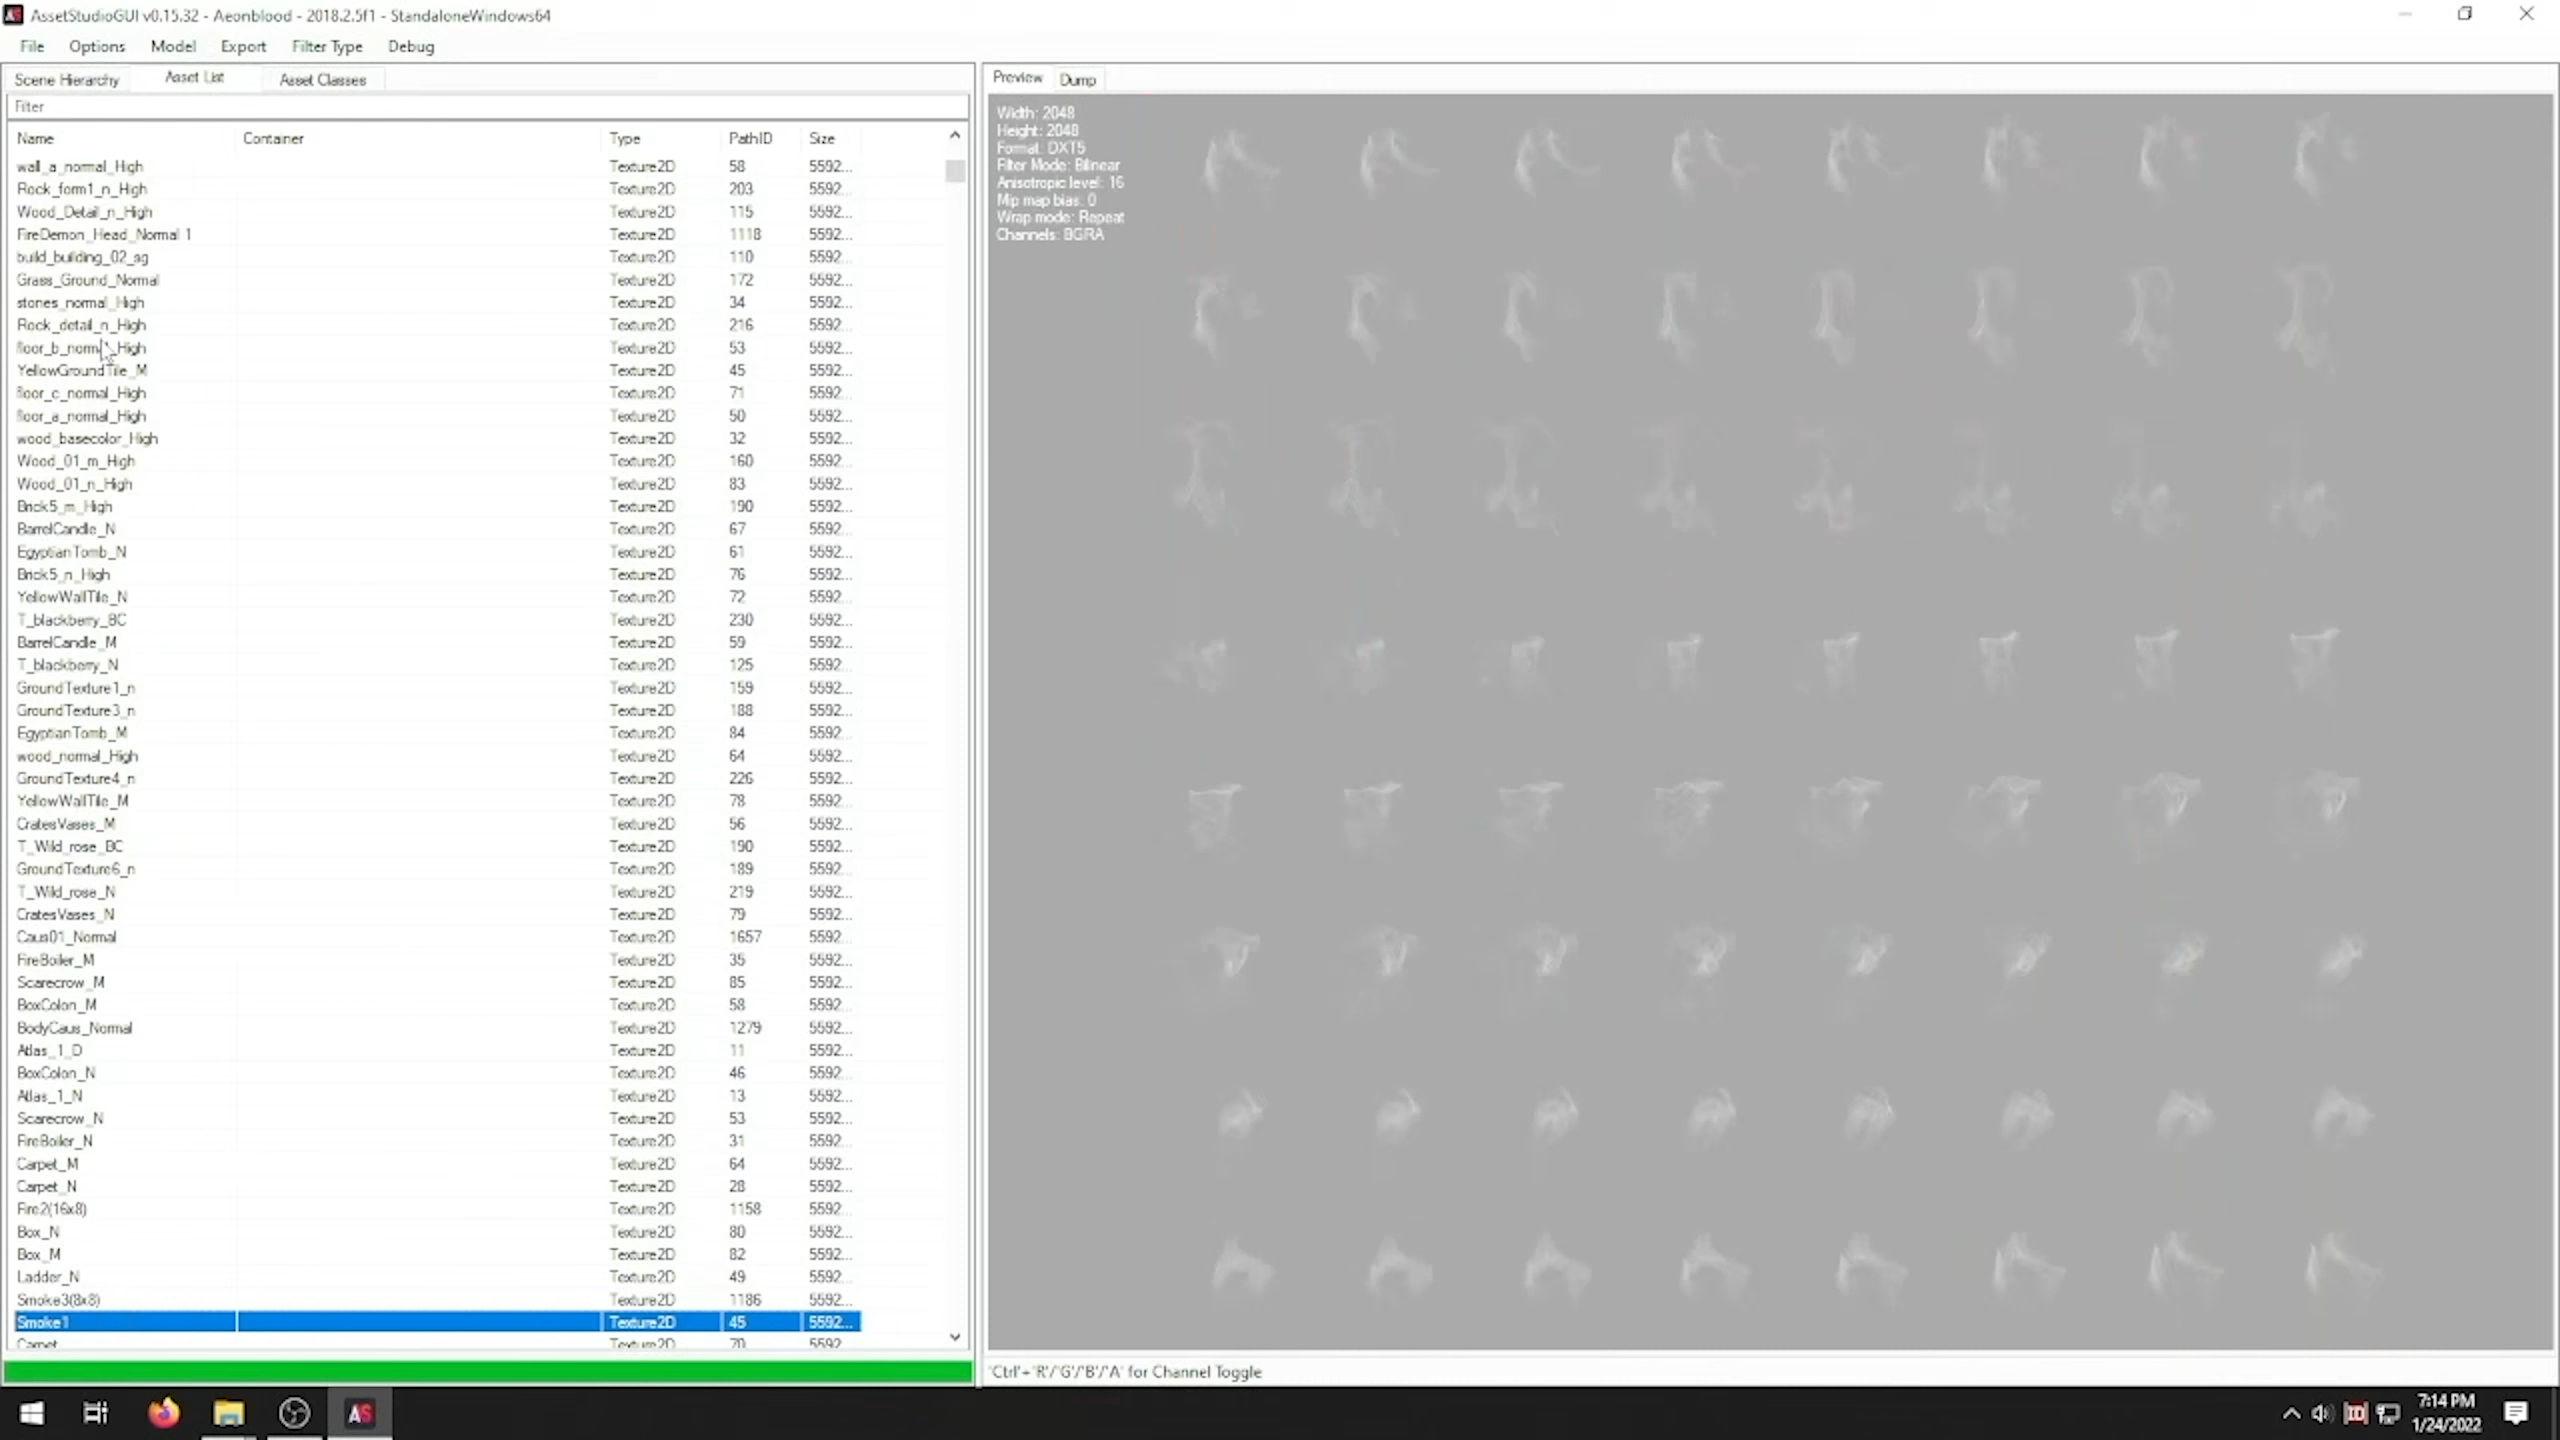 AssetStudioGUI v0.15.32 - Aeonblood - 2018.2.5f1 - StandaloneWindows64
File Options Model Export Filter Type Debug
Scene Hierarchy Asset List Asset Classes
Filter
Name Container Type PathID Size
wall_a_normal_High Texture2D 58 5592...
Rock_form1_n_High Texture2D 203 5592...
Wood_Detail_n_High Texture2D 115 5592...
FireDemon_Head_Normal 1 Texture2D 1118 5592...
build_building_02_sg Texture2D 110 5592...
Grass_Ground_Normal Texture2D 172 5592...
stones_normal_High Texture2D 34 5592...
Rock_detail_n_High Texture2D 216 5592...
floor_b_normal_High Texture2D 53 5592...
YellowGroundTile_M Texture2D 45 5592...
floor_c_normal_High Texture2D 71 5592...
floor_a_normal_High Texture2D 50 5592...
wood_basecolor_High Texture2D 32 5592...
Wood_01_m_High Texture2D 160 5592...
Wood_01_n_High Texture2D 83 5592...
Brick5_m_High Texture2D 190 5592...
BarrelCandle_N Texture2D 67 5592...
EgyptianTomb_N Texture2D 61 5592...
Brick5_n_High Texture2D 76 5592...
YellowWallTile_N Texture2D 72 5592...
T_blackberry_BC Texture2D 230 5592...
BarrelCandle_M Texture2D 59 5592...
T_blackberry_N Texture2D 125 5592...
GroundTexture1_n Texture2D 159 5592...
GroundTexture3_n Texture2D 188 5592...
EgyptianTomb_M Texture2D 84 5592...
wood_normal_High Texture2D 64 5592...
GroundTexture4_n Texture2D 226 5592...
YellowWallTile_M Texture2D 78 5592...
CratesVases_M Texture2D 56 5592...
T_Wild_rose_BC Texture2D 190 5592...
GroundTexture6_n Texture2D 189 5592...
T_Wild_rose_N Texture2D 219 5592...
CratesVases_N Texture2D 79 5592...
Caus01_Normal Texture2D 1657 5592...
FireBoiler_M Texture2D 35 5592...
Scarecrow_M Texture2D 85 5592...
BoxColon_M Texture2D 58 5592...
BodyCaus_Normal Texture2D 1279 5592...
Atlas_1_D Texture2D 11 5592...
BoxColon_N Texture2D 46 5592...
Atlas_1_N Texture2D 13 5592...
Scarecrow_N Texture2D 53 5592...
FireBoiler_N Texture2D 31 5592...
Carpet_M Texture2D 64 5592...
Carpet_N Texture2D 28 5592...
Fire2(16x8) Texture2D 1158 5592...
Box_N Texture2D 80 5592...
Box_M Texture2D 82 5592...
Ladder_N Texture2D 49 5592...
Smoke3(8x8) Texture2D 1186 5592...
Smoke1 Texture2D 45 5592...
Carpet Texture2D 70 5592
Preview Dump
Width: 2048
Height: 2048
Format: DXT5
Filter Mode: Bilinear
Anisotropic level: 16
Mip map bias: 0
Wrap mode: Repeat
Channels: BGRA
'Ctrl'+'R'/'G'/'B'/'A' for Channel Toggle
AS
7:14 PM
1/24/2022